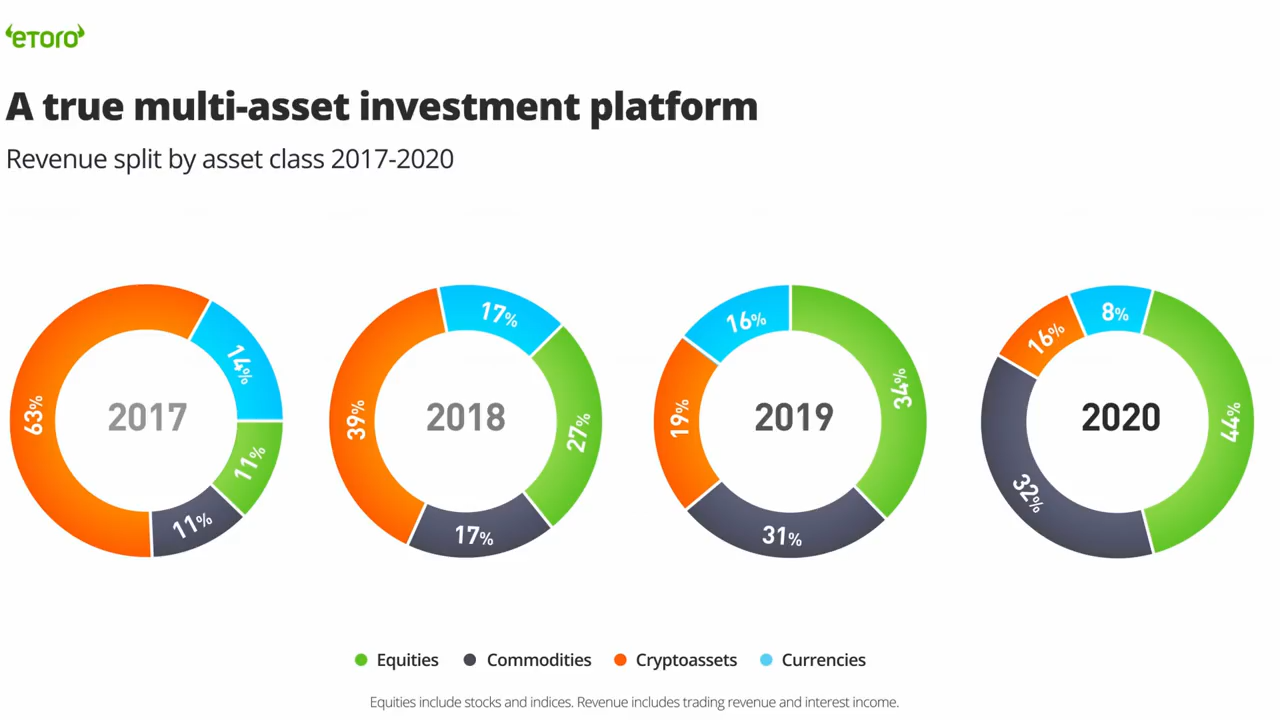 eToro
A true multi-asset investment platform
Revenue split by asset class 2017-2020
2017
63%
14%
11%
11%
2018
39%
17%
27%
17%
2019
19%
16%
34%
31%
2020
16%
8%
44%
32%
Equities
Commodities
Cryptoassets
Currencies
Equities include stocks and indices. Revenue includes trading revenue and interest income.